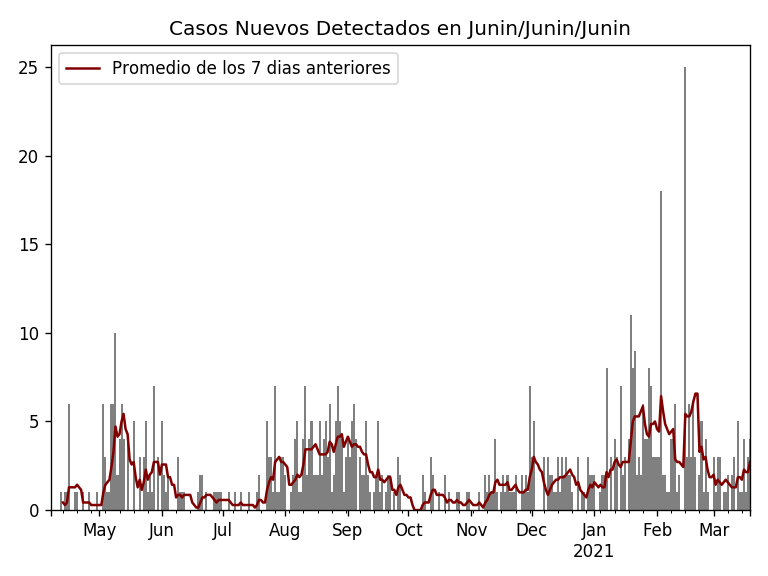 Casos Nuevos Detectados en Junin/Junin/Junin
Promedio de los 7 dias anteriores
25
20
15
10
5
0
May Jun Jul Aug Sep Oct Nov Dec Jan Feb Mar
2021